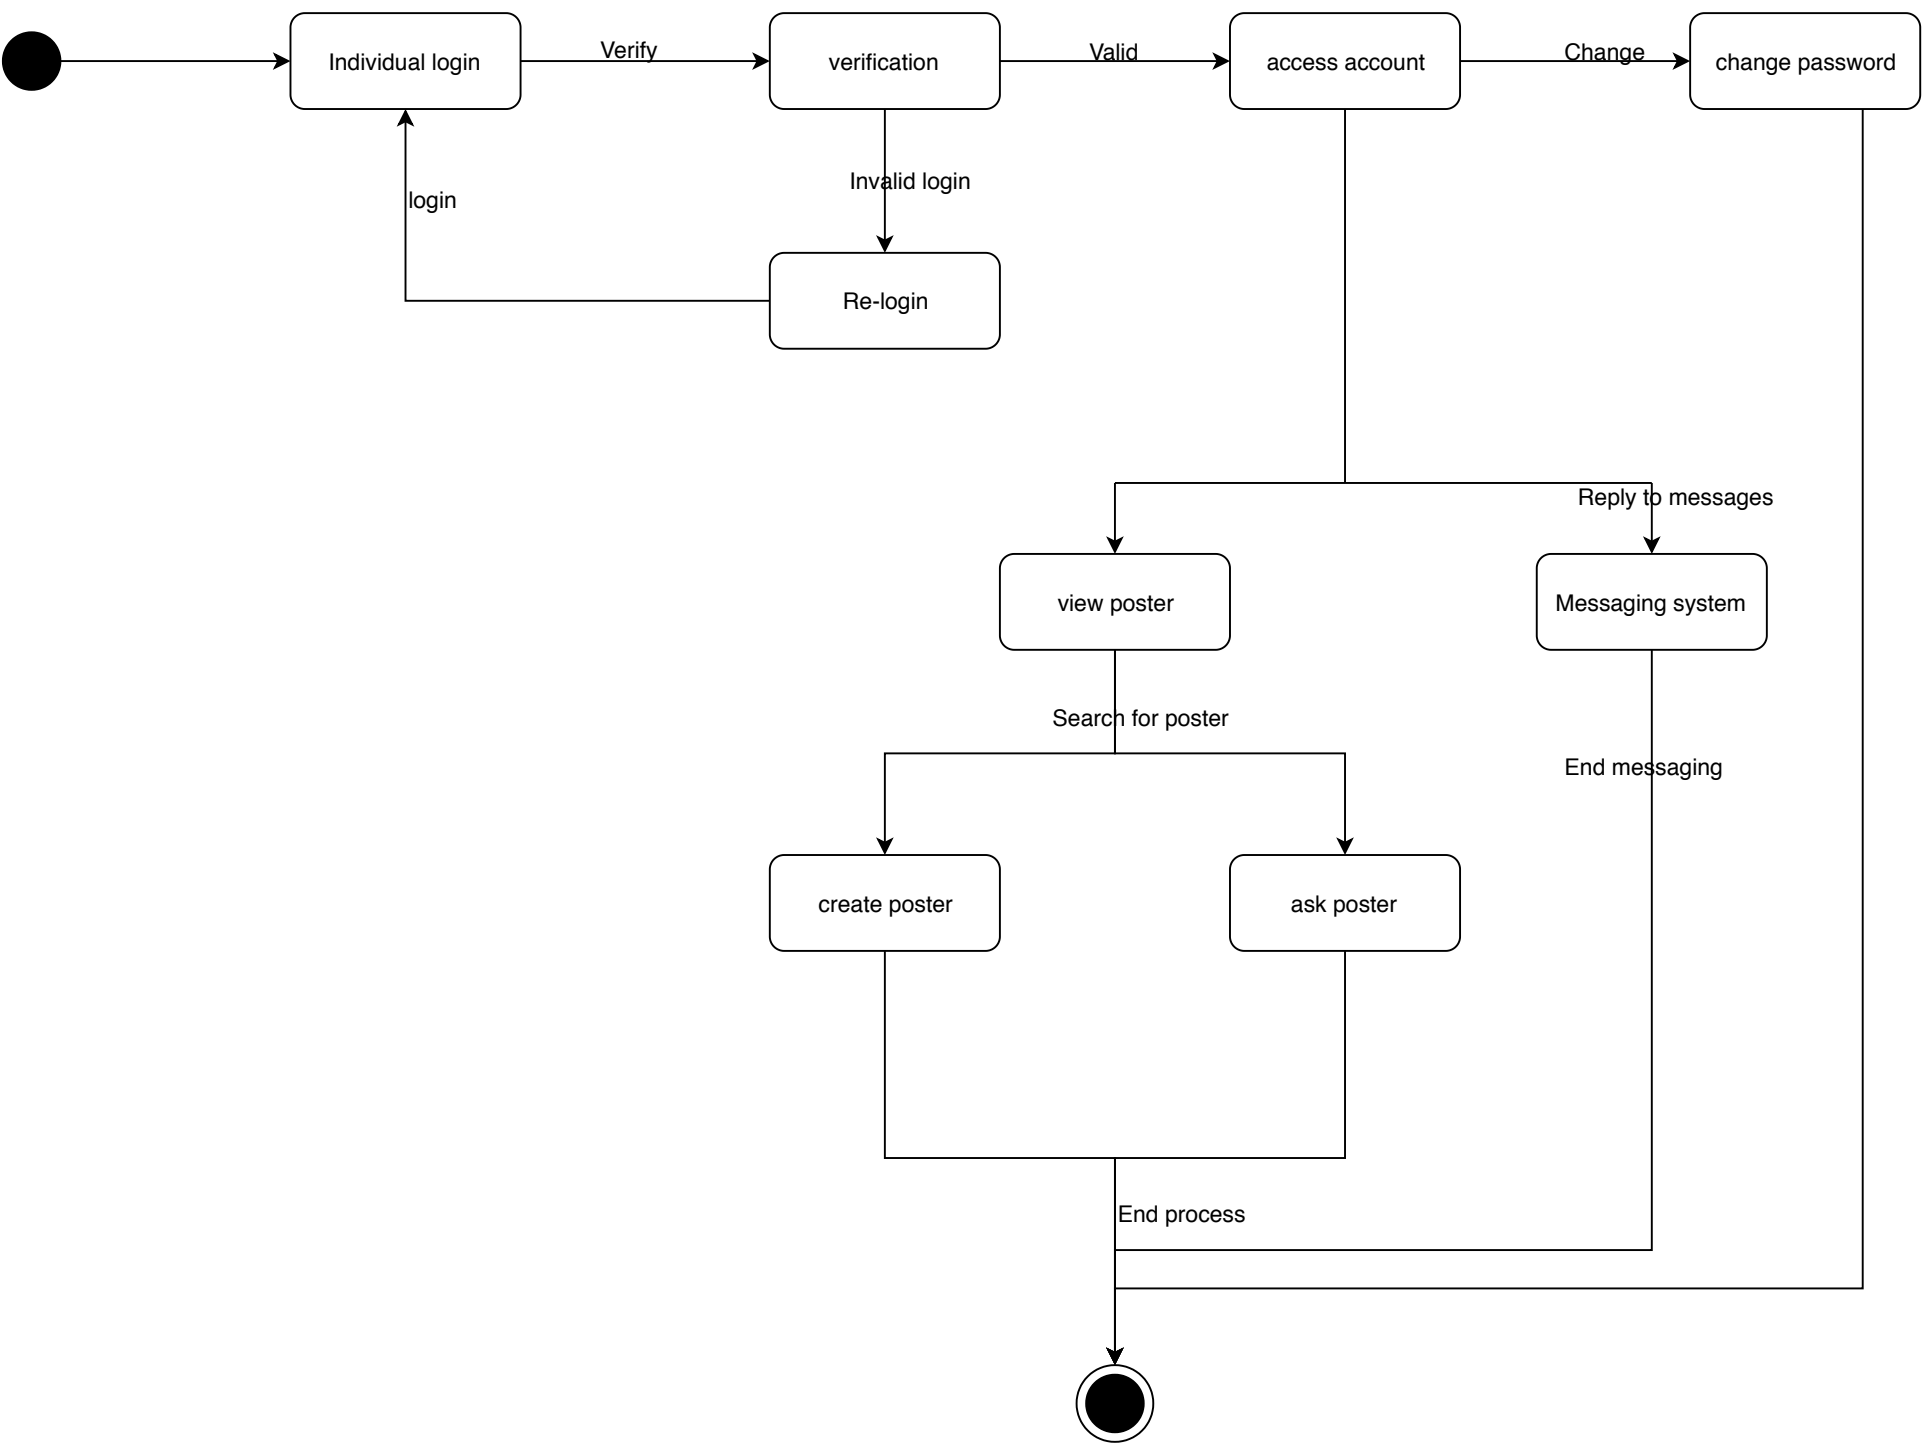 Individual login
Verify
verification
Valid
access account
Change
change password
Invalid login
login
Re-login
Reply to messages
view poster
Messaging system
Search for poster
End messaging
create poster
ask poster
End process